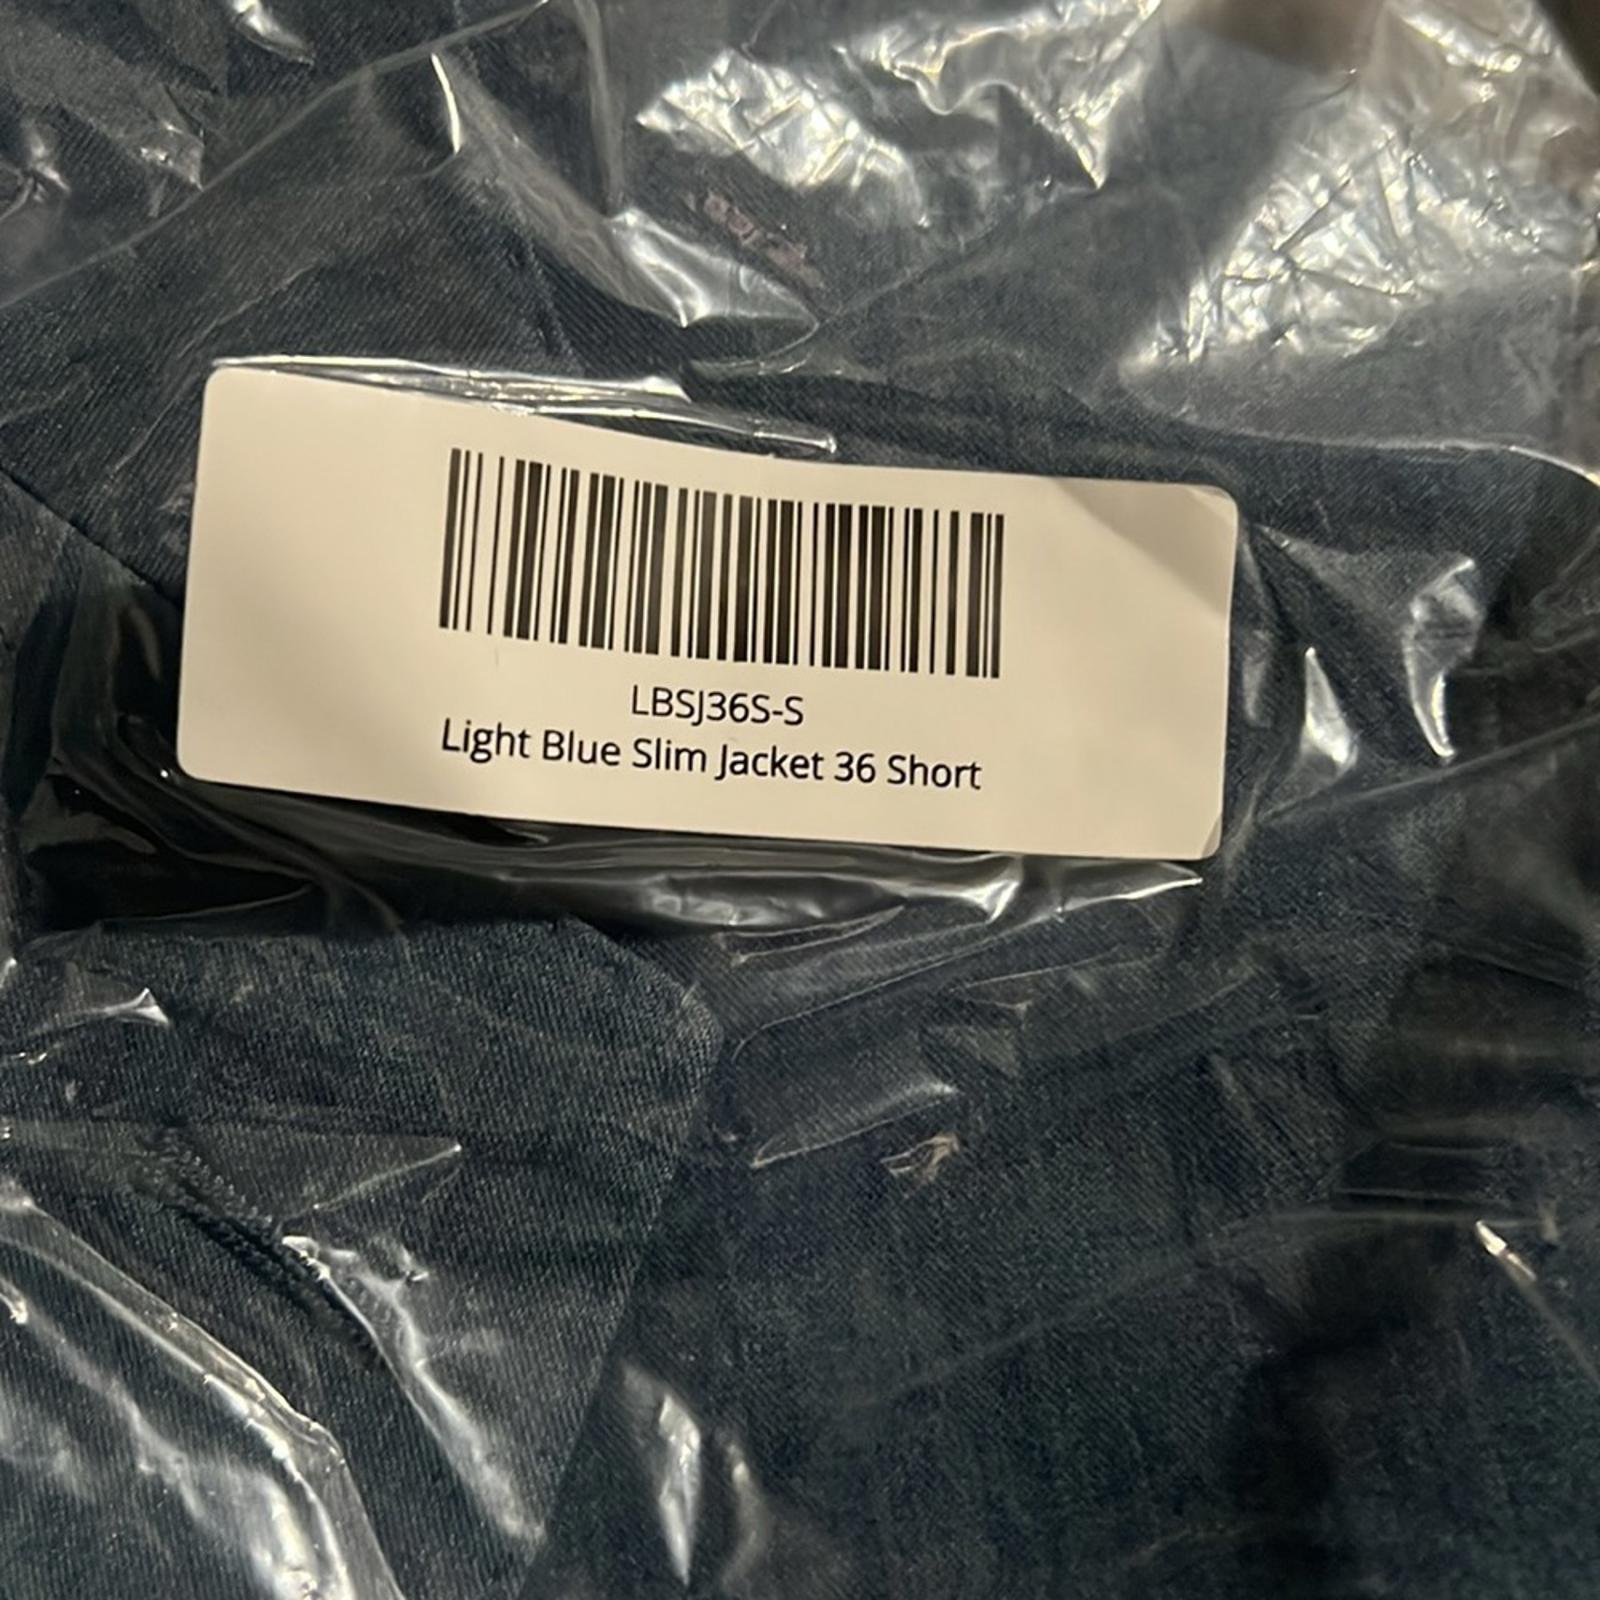 LBSJ36S-S
Light Blue Slim Jacket 36 Short